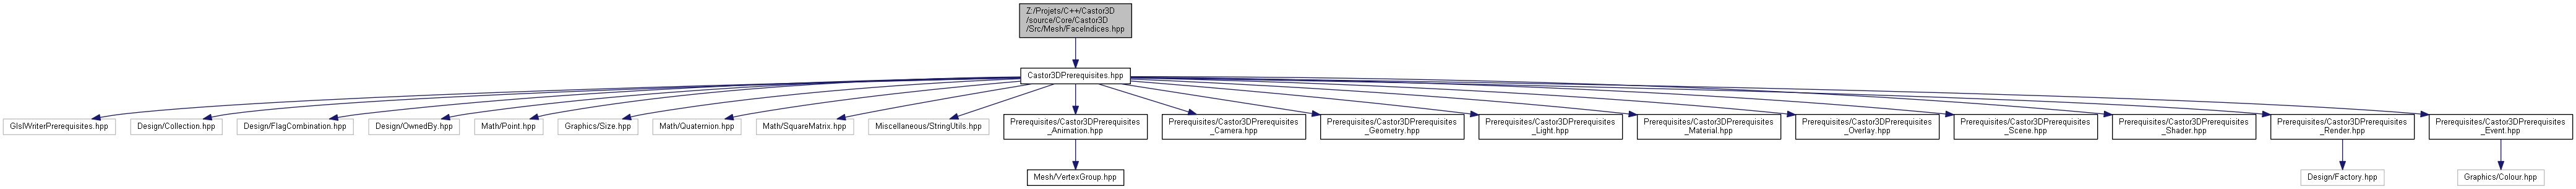 Z:/Projets/C++/Castor3D
/source/Core/Castor3D
/Src/Mesh/FaceIndices.hpp
Castor3DPrerequisites.hpp
GlslWriterPrerequisites.hpp
Design/Collection.hpp
Design/FlagCombination.hpp
Design/OwnedBy.hpp
Math/Point.hpp
Graphics/Size.hpp
Math/Quaternion.hpp
Math/SquareMatrix.hpp
Miscellaneous/StringUtils.hpp
Prerequisites/Castor3DPrerequisites
_Animation.hpp
Prerequisites/Castor3DPrerequisites
_Camera.hpp
Prerequisites/Castor3DPrerequisites
_Geometry.hpp
Prerequisites/Castor3DPrerequisites
_Light.hpp
Prerequisites/Castor3DPrerequisites
_Material.hpp
Prerequisites/Castor3DPrerequisites
_Overlay.hpp
Prerequisites/Castor3DPrerequisites
_Scene.hpp
Prerequisites/Castor3DPrerequisites
_Shader.hpp
Prerequisites/Castor3DPrerequisites
_Render.hpp
Prerequisites/Castor3DPrerequisites
_Event.hpp
Mesh/VertexGroup.hpp
Design/Factory.hpp
Graphics/Colour.hpp